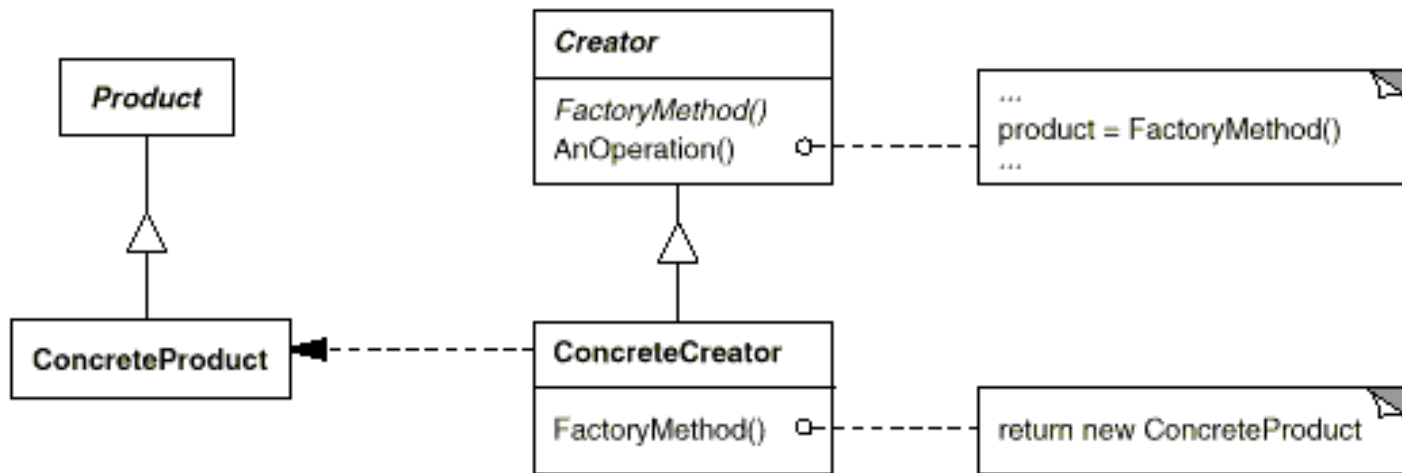 Product
ConcreteProduct
Creator
FactoryMethod()
AnOperation()
...
product = FactoryMethod()
...
ConcreteCreator
FactoryMethod()
return new ConcreteProduct